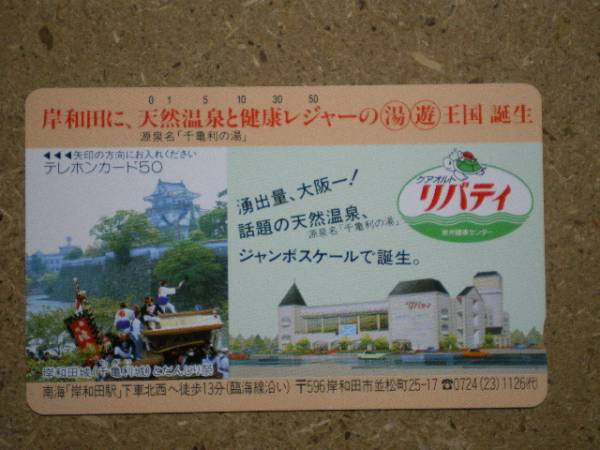 0 1 5 10 30 50
岸和田に、天然温泉と健康レジャーの湯遊王国 誕生
源泉名「千亀利の湯」
◀◀◀矢印の方向にお入れください
テレホンカード50
湧出量、大阪一!
話題の天然温泉、
源泉名「千亀利の湯」
ジャンボスケールで誕生。
クアオルト
リバティ
泉州健康センター
リバティ
岸和田城(千亀利城)とだんじり祭
南海「岸和田駅」下車北西へ徒歩13分(臨海線沿い) 〒596岸和田市並松町25-17 ☎0724(23)1126(代)